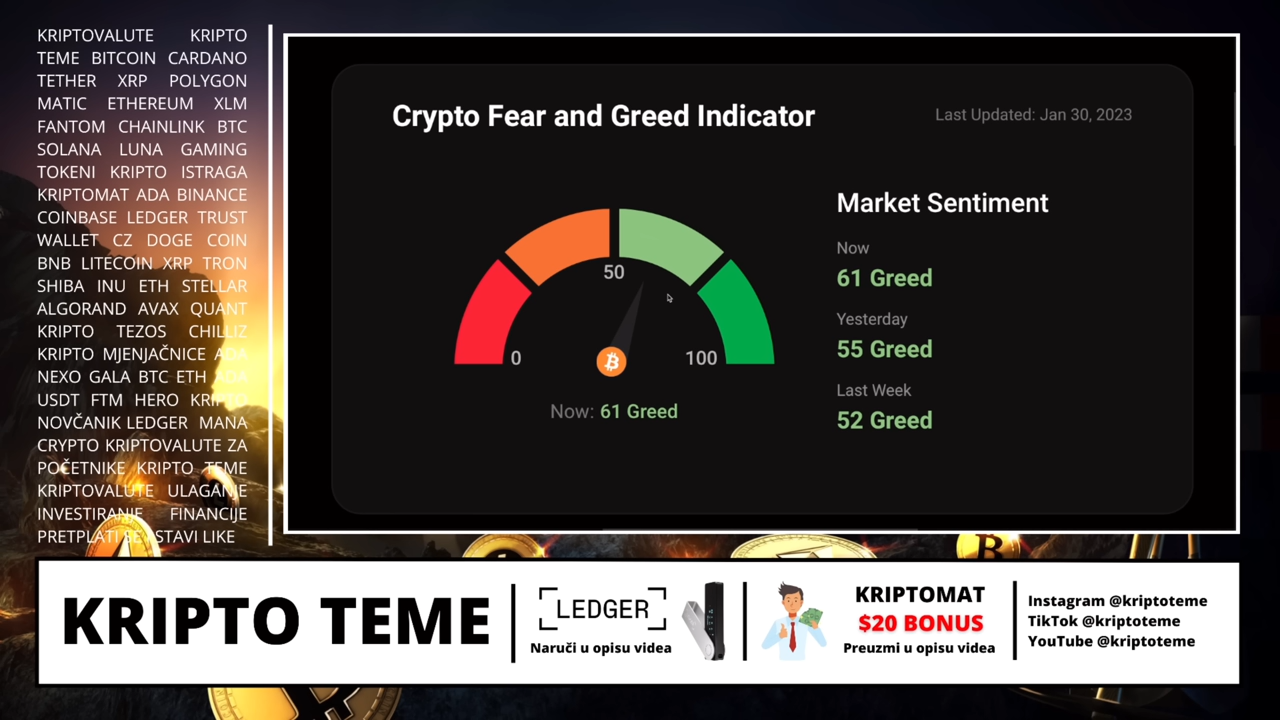 KRIPTOVALUTE KRIPTO
TEME BITCOIN CARDANO
TETHER XRP POLYGON
MATIC ETHEREUM XLM
FANTOM CHAINLINK BTC
SOLANA LUNA GAMING
TOKENI KRIPTO ISTRAGA
KRIPTOMAT ADA BINANCE
COINBASE LEDGER TRUST
WALLET CZ DOGE COIN
BNB LITECOIN XRP TRON
SHIBA INU ETH STELLAR
ALGORAND AVAX QUANT
KRIPTO TEZOS CHILLIZ
KRIPTO MJENJAČNICE ADA
NEXO GALA BTC ETH ADA
USDT FTM HERO KRIPTO
NOVČANIK LEDGER MANA
CRYPTO KRIPTOVALUTE ZA
POČETNIKE KRIPTO TEME
KRIPTOVALUTE ULAGANJE
INVESTIRANJE FINANCIJE
PRETPLATI SE OSTAVI LIKE
Crypto Fear and Greed Indicator
Last Updated: Jan 30, 2023
50
0
100
Now: 61 Greed
Market Sentiment
Now
61 Greed
Yesterday
55 Greed
Last Week
52 Greed
KRIPTO TEME
LEDGER
Naruči u opisu videa
KRIPTOMAT
$20 BONUS
Preuzmi u opisu videa
Instagram @kriptoteme
TikTok @kriptoteme
YouTube @kriptoteme